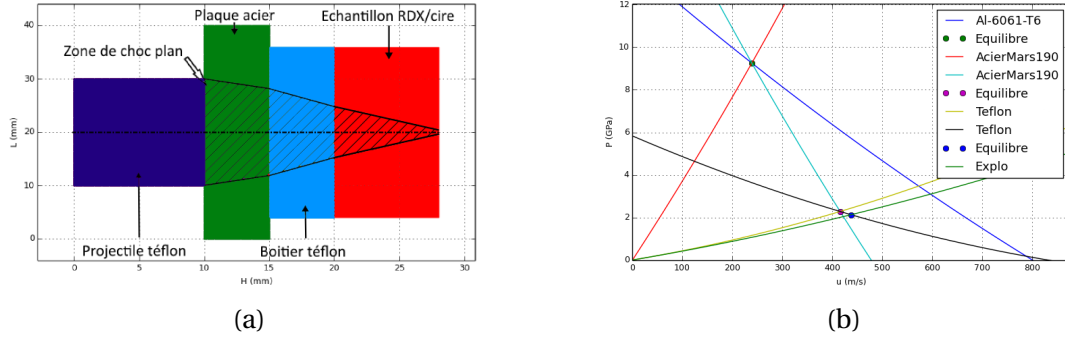 Plaque acier
Echantillon RDX/cire
Zone de choc plan
L (mm)
40
30
20
10
0
Projectile téflon
Boitier téflon
0
5
10
15
20
25
30
H (mm)
(a)
P (GPa)
12
10
8
6
4
2
0
Al-6061-T6
Equilibre
AcierMars190
AcierMars190
Equilibre
Teflon
Teflon
Equilibre
Explo
0
100
200
300
400
500
600
700
800
u (m/s)
(b)